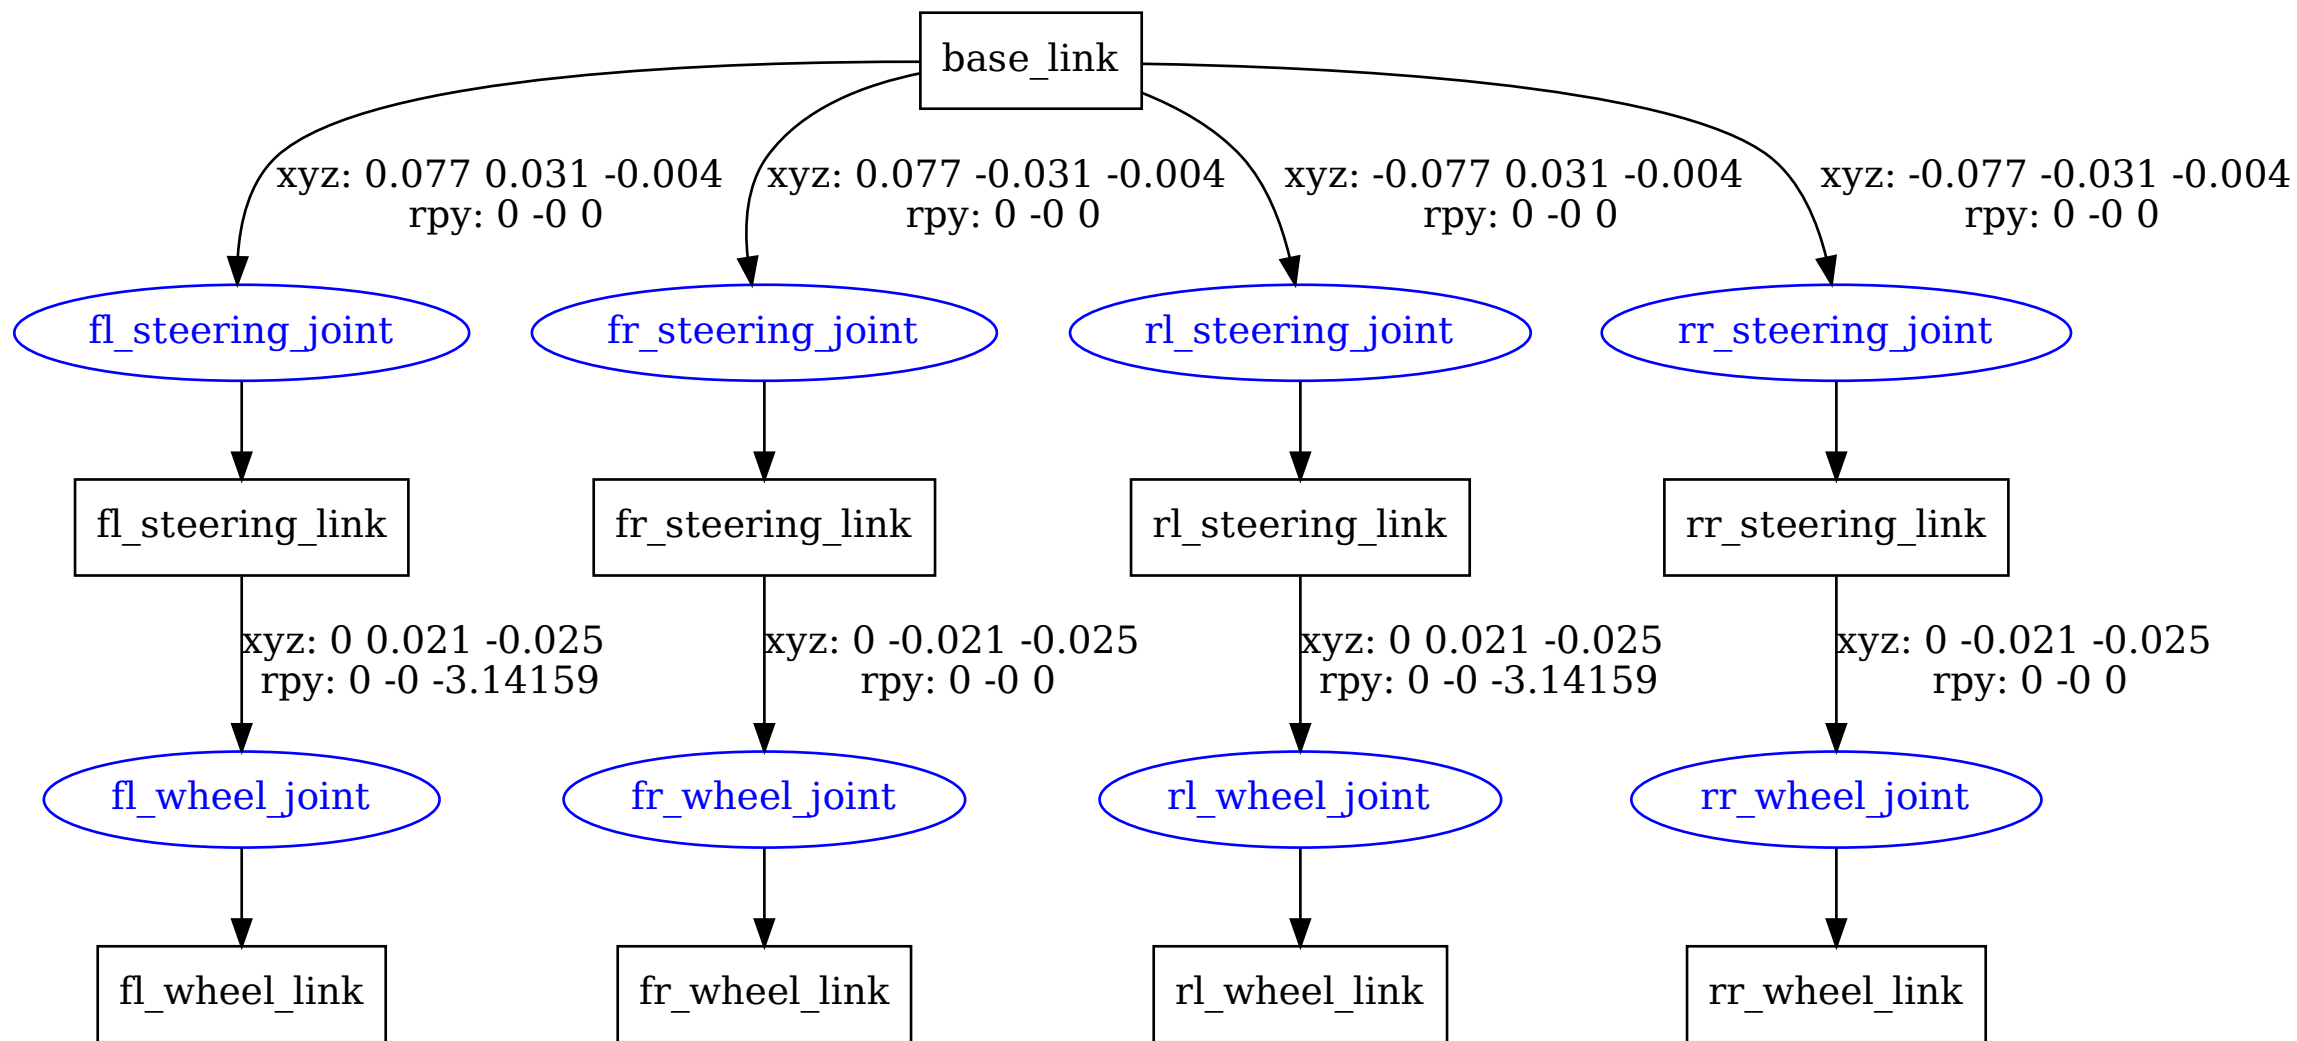 base_link
xyz: 0.077 0.031 -0.004
rpy: 0 -0 0
xyz: 0.077 -0.031 -0.004
rpy: 0 -0 0
xyz: -0.077 0.031 -0.004
rpy: 0 -0 0
xyz: -0.077 -0.031 -0.004
rpy: 0 -0 0
fl_steering_joint
fr_steering_joint
rl_steering_joint
rr_steering_joint
fl_steering_link
fr_steering_link
rl_steering_link
rr_steering_link
xyz: 0 0.021 -0.025
rpy: 0 -0 -3.14159
xyz: 0 -0.021 -0.025
rpy: 0 -0 0
xyz: 0 0.021 -0.025
rpy: 0 -0 -3.14159
xyz: 0 -0.021 -0.025
rpy: 0 -0 0
fl_wheel_joint
fr_wheel_joint
rl_wheel_joint
rr_wheel_joint
fl_wheel_link
fr_wheel_link
rl_wheel_link
rr_wheel_link